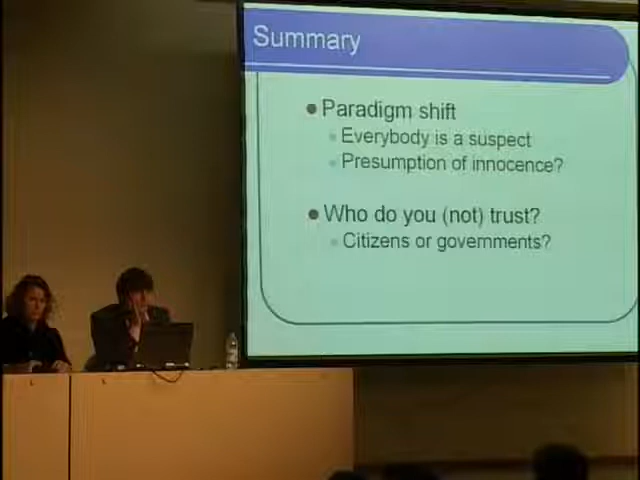 Summary
Paradigm shift
Everybody is a suspect
Presumption of innocence?
Who do you (not) trust?
Citizens or governments?